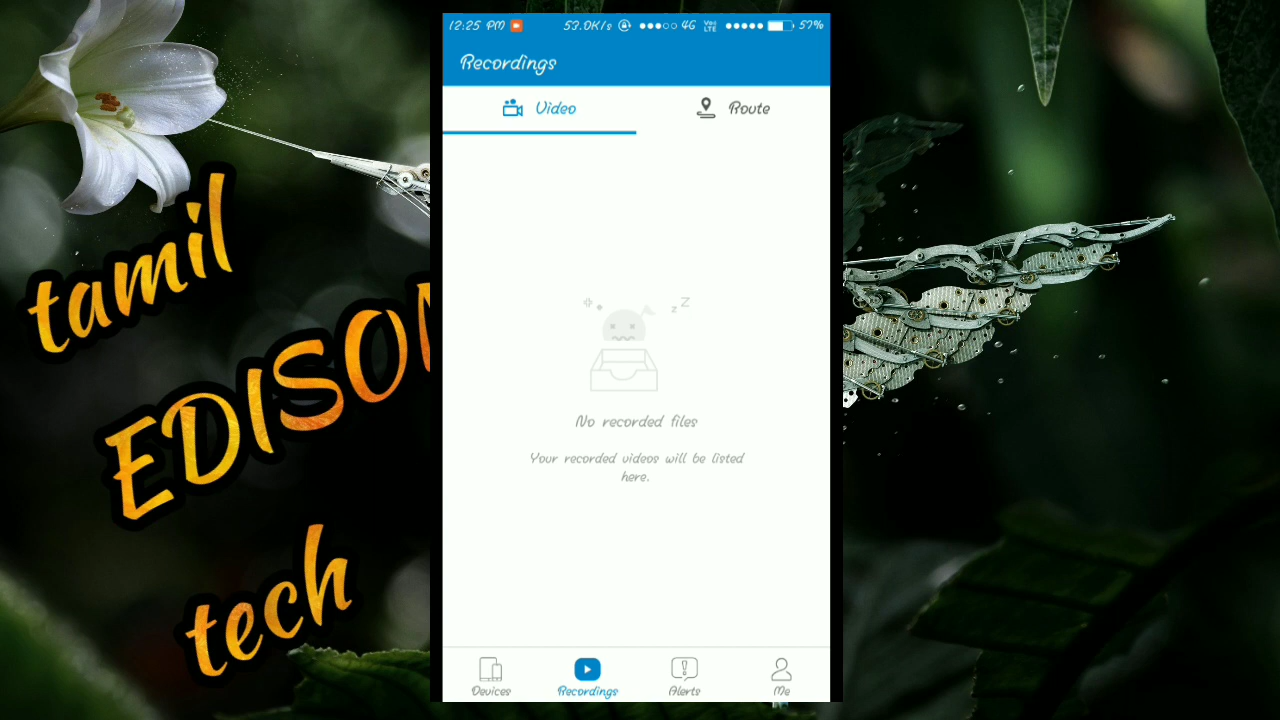 tamil
EDISON
tech
12:25 PM 53.0K/s 4G VoLTE 57%
Recordings
Video Route
z Z
No recorded files
Your recorded videos will be listed
here.
Devices Recordings Alerts Me